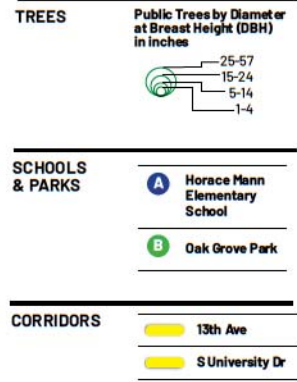 TREES
Public Trees by Diameter
at Breast Height (DBH)
in inches
25-57
15-24
5-14
1-4
SCHOOLS
& PARKS
A
Horace Mann
Elementary
School
B
Oak Grove Park
CORRIDORS
13th Ave
S University Dr